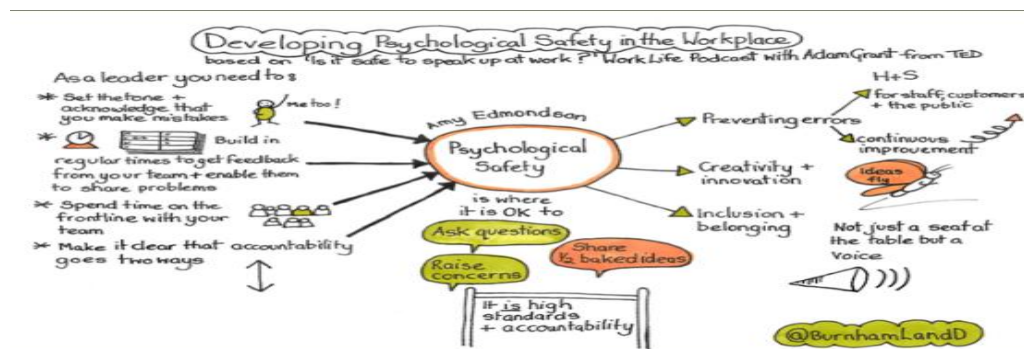 Developing Psychological Safety in the Workplace
based on "Is it safe to speak up at work?" WorkLife Podcast with Adam Grant from TED
As a leader you need to:
* Set the tone +
acknowledge that
you make mistakes
Me too!
* Build in
regular times to get feedback
from your team + enable them
to share problems
* Spend time on the
frontline with your
team
* Make it clear that accountability
goes two ways
Amy Edmondson
Psychological
Safety
is where
it is OK to
Ask questions
Raise
concerns
Share
1/2 baked ideas
It is high
standards
+ accountability
Preventing errors
H+S
for staff, customers
+ the public
continuous
improvement
Creativity +
innovation
ideas
fly
Inclusion +
belonging
Not just a seat at
the table but a
voice
@BurnhamLandD